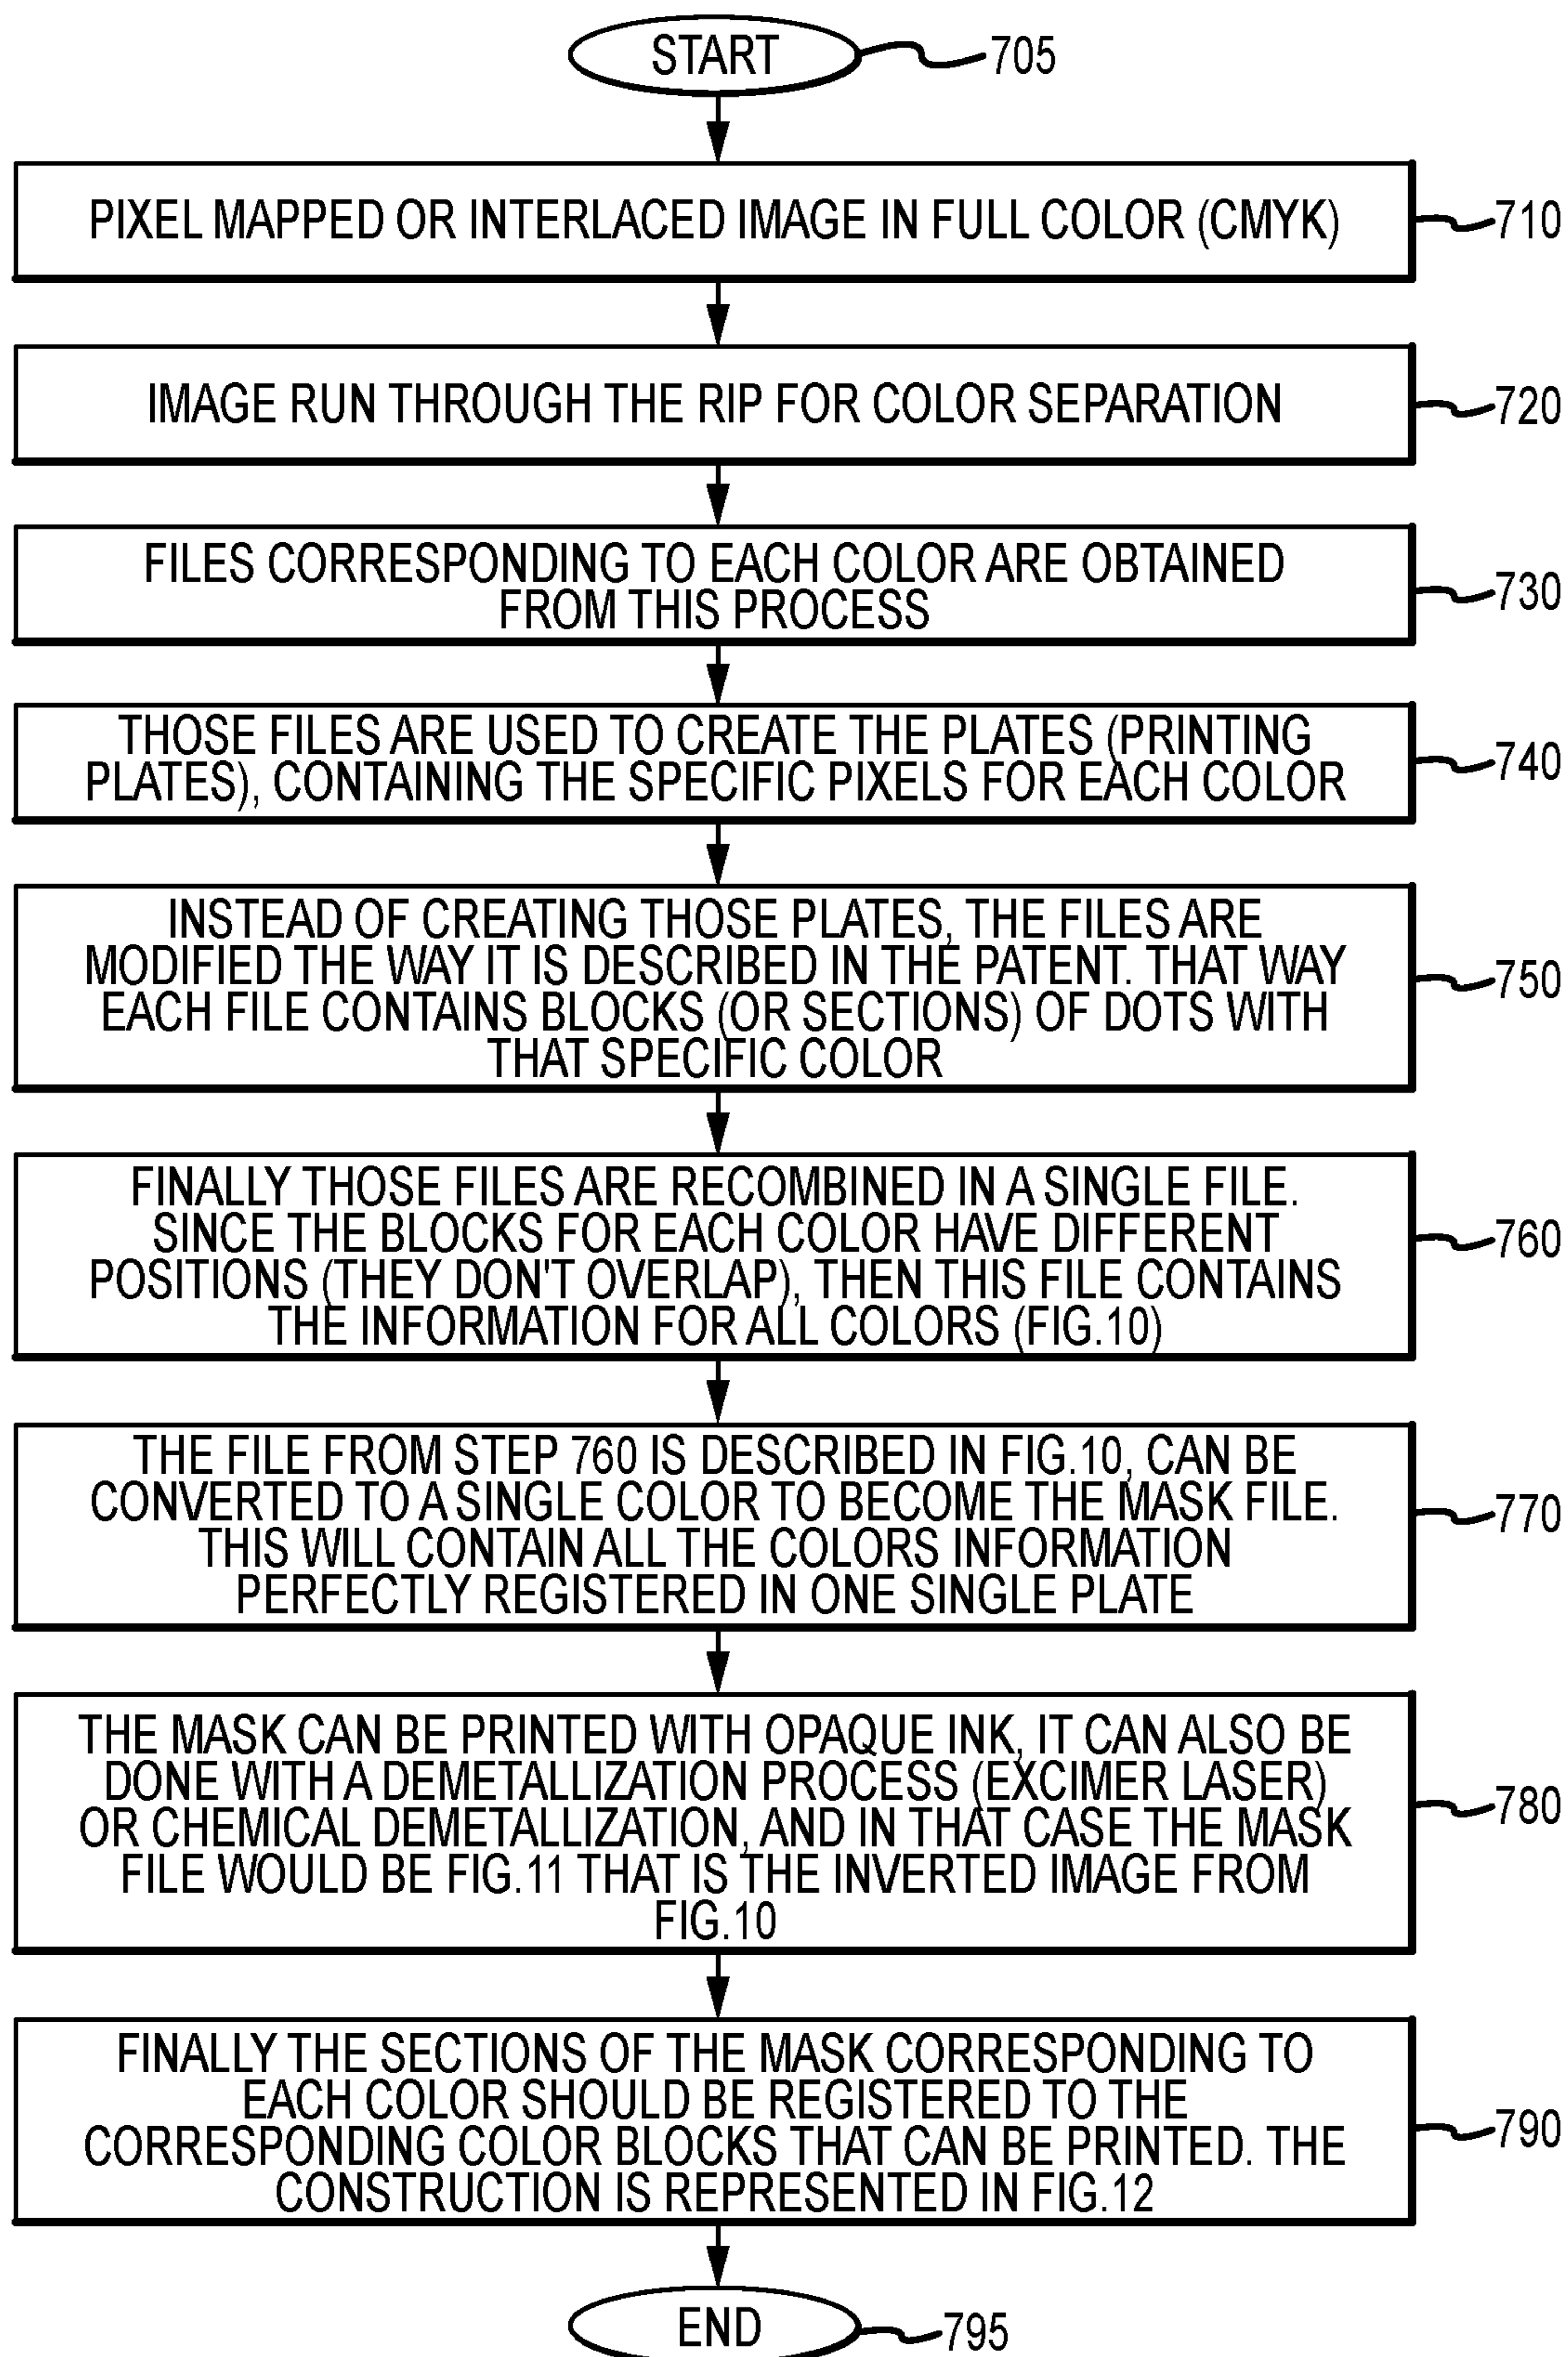 START
705
PIXEL MAPPED OR INTERLACED IMAGE IN FULL COLOR (CMYK)
710
IMAGE RUN THROUGH THE RIP FOR COLOR SEPARATION
720
FILES CORRESPONDING TO EACH COLOR ARE OBTAINED
FROM THIS PROCESS
730
THOSE FILES ARE USED TO CREATE THE PLATES (PRINTING
PLATES), CONTAINING THE SPECIFIC PIXELS FOR EACH COLOR
740
INSTEAD OF CREATING THOSE PLATES, THE FILES ARE
MODIFIED THE WAY IT IS DESCRIBED IN THE PATENT. THAT WAY
EACH FILE CONTAINS BLOCKS (OR SECTIONS) OF DOTS WITH
THAT SPECIFIC COLOR
750
FINALLY THOSE FILES ARE RECOMBINED IN A SINGLE FILE.
SINCE THE BLOCKS FOR EACH COLOR HAVE DIFFERENT
POSITIONS (THEY DON'T OVERLAP), THEN THIS FILE CONTAINS
THE INFORMATION FOR ALL COLORS (FIG.10)
760
THE FILE FROM STEP 760 IS DESCRIBED IN FIG.10, CAN BE
CONVERTED TO A SINGLE COLOR TO BECOME THE MASK FILE.
THIS WILL CONTAIN ALL THE COLORS INFORMATION
PERFECTLY REGISTERED IN ONE SINGLE PLATE
770
THE MASK CAN BE PRINTED WITH OPAQUE INK, IT CAN ALSO BE
DONE WITH A DEMETALLIZATION PROCESS (EXCIMER LASER)
OR CHEMICAL DEMETALLIZATION, AND IN THAT CASE THE MASK
FILE WOULD BE FIG.11 THAT IS THE INVERTED IMAGE FROM
FIG.10
780
FINALLY THE SECTIONS OF THE MASK CORRESPONDING TO
EACH COLOR SHOULD BE REGISTERED TO THE
CORRESPONDING COLOR BLOCKS THAT CAN BE PRINTED. THE
CONSTRUCTION IS REPRESENTED IN FIG.12
790
END
795